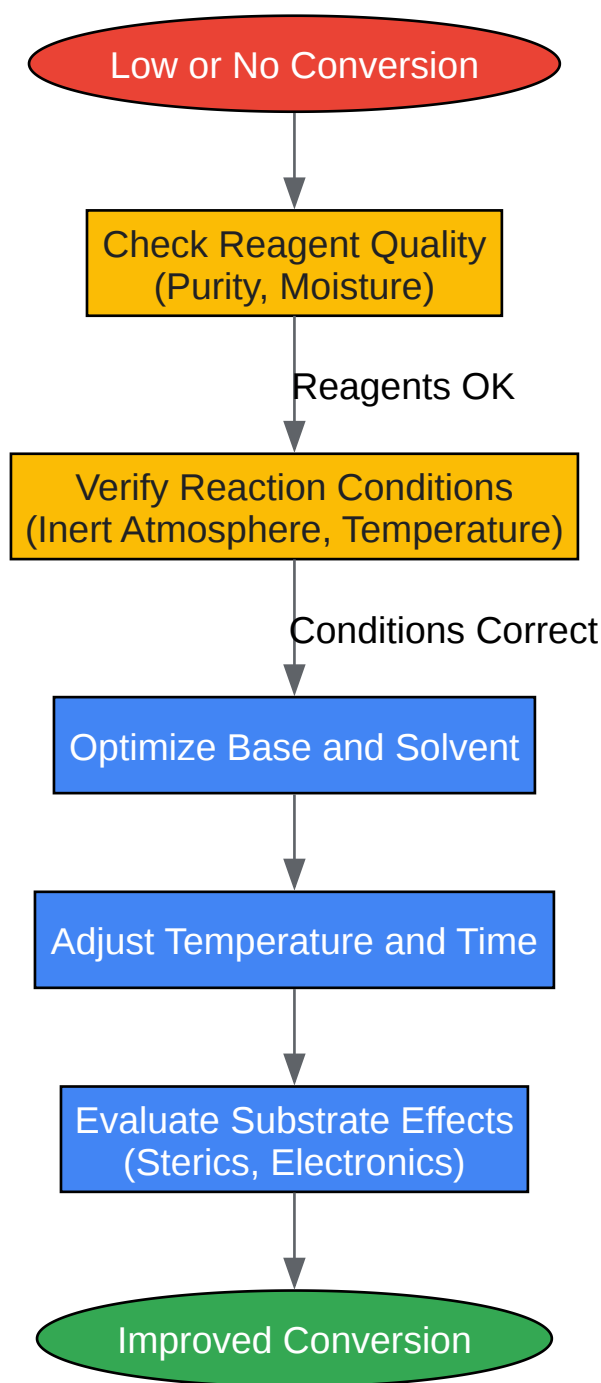 Low or No Conversion
Check Reagent Quality
(Purity, Moisture)
Reagents OK
Verify Reaction Conditions
(Inert Atmosphere, Temperature)
Conditions Correct
Optimize Base and Solvent
Adjust Temperature and Time
Evaluate Substrate Effects
(Sterics, Electronics)
Improved Conversion